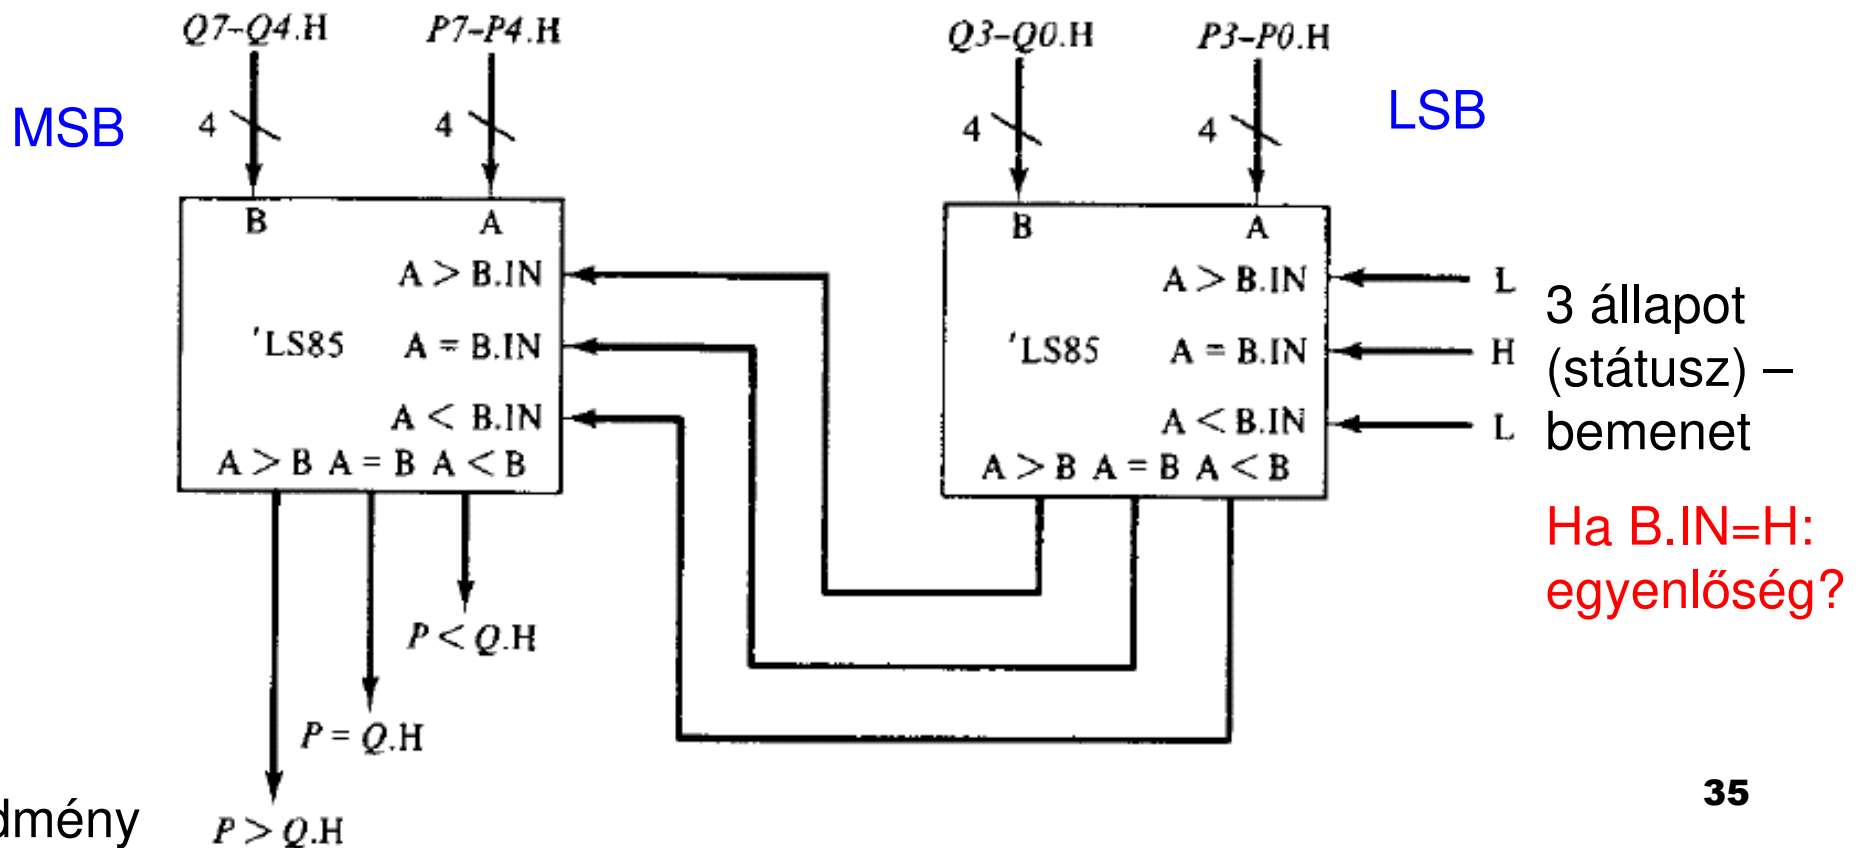 Q7–Q4.H P7–P4.H Q3–Q0.H P3–P0.H
MSB 4 4 4 4 LSB
B A B A
A > B.IN A > B.IN L
'LS85 A = B.IN 'LS85 A = B.IN H
A < B.IN A < B.IN L
A > B A = B A < B A > B A = B A < B
3 állapot
(státusz) –
bemenet
Ha B.IN=H:
egyenlőség?
P < Q.H
P = Q.H
P > Q.H
dmény
35